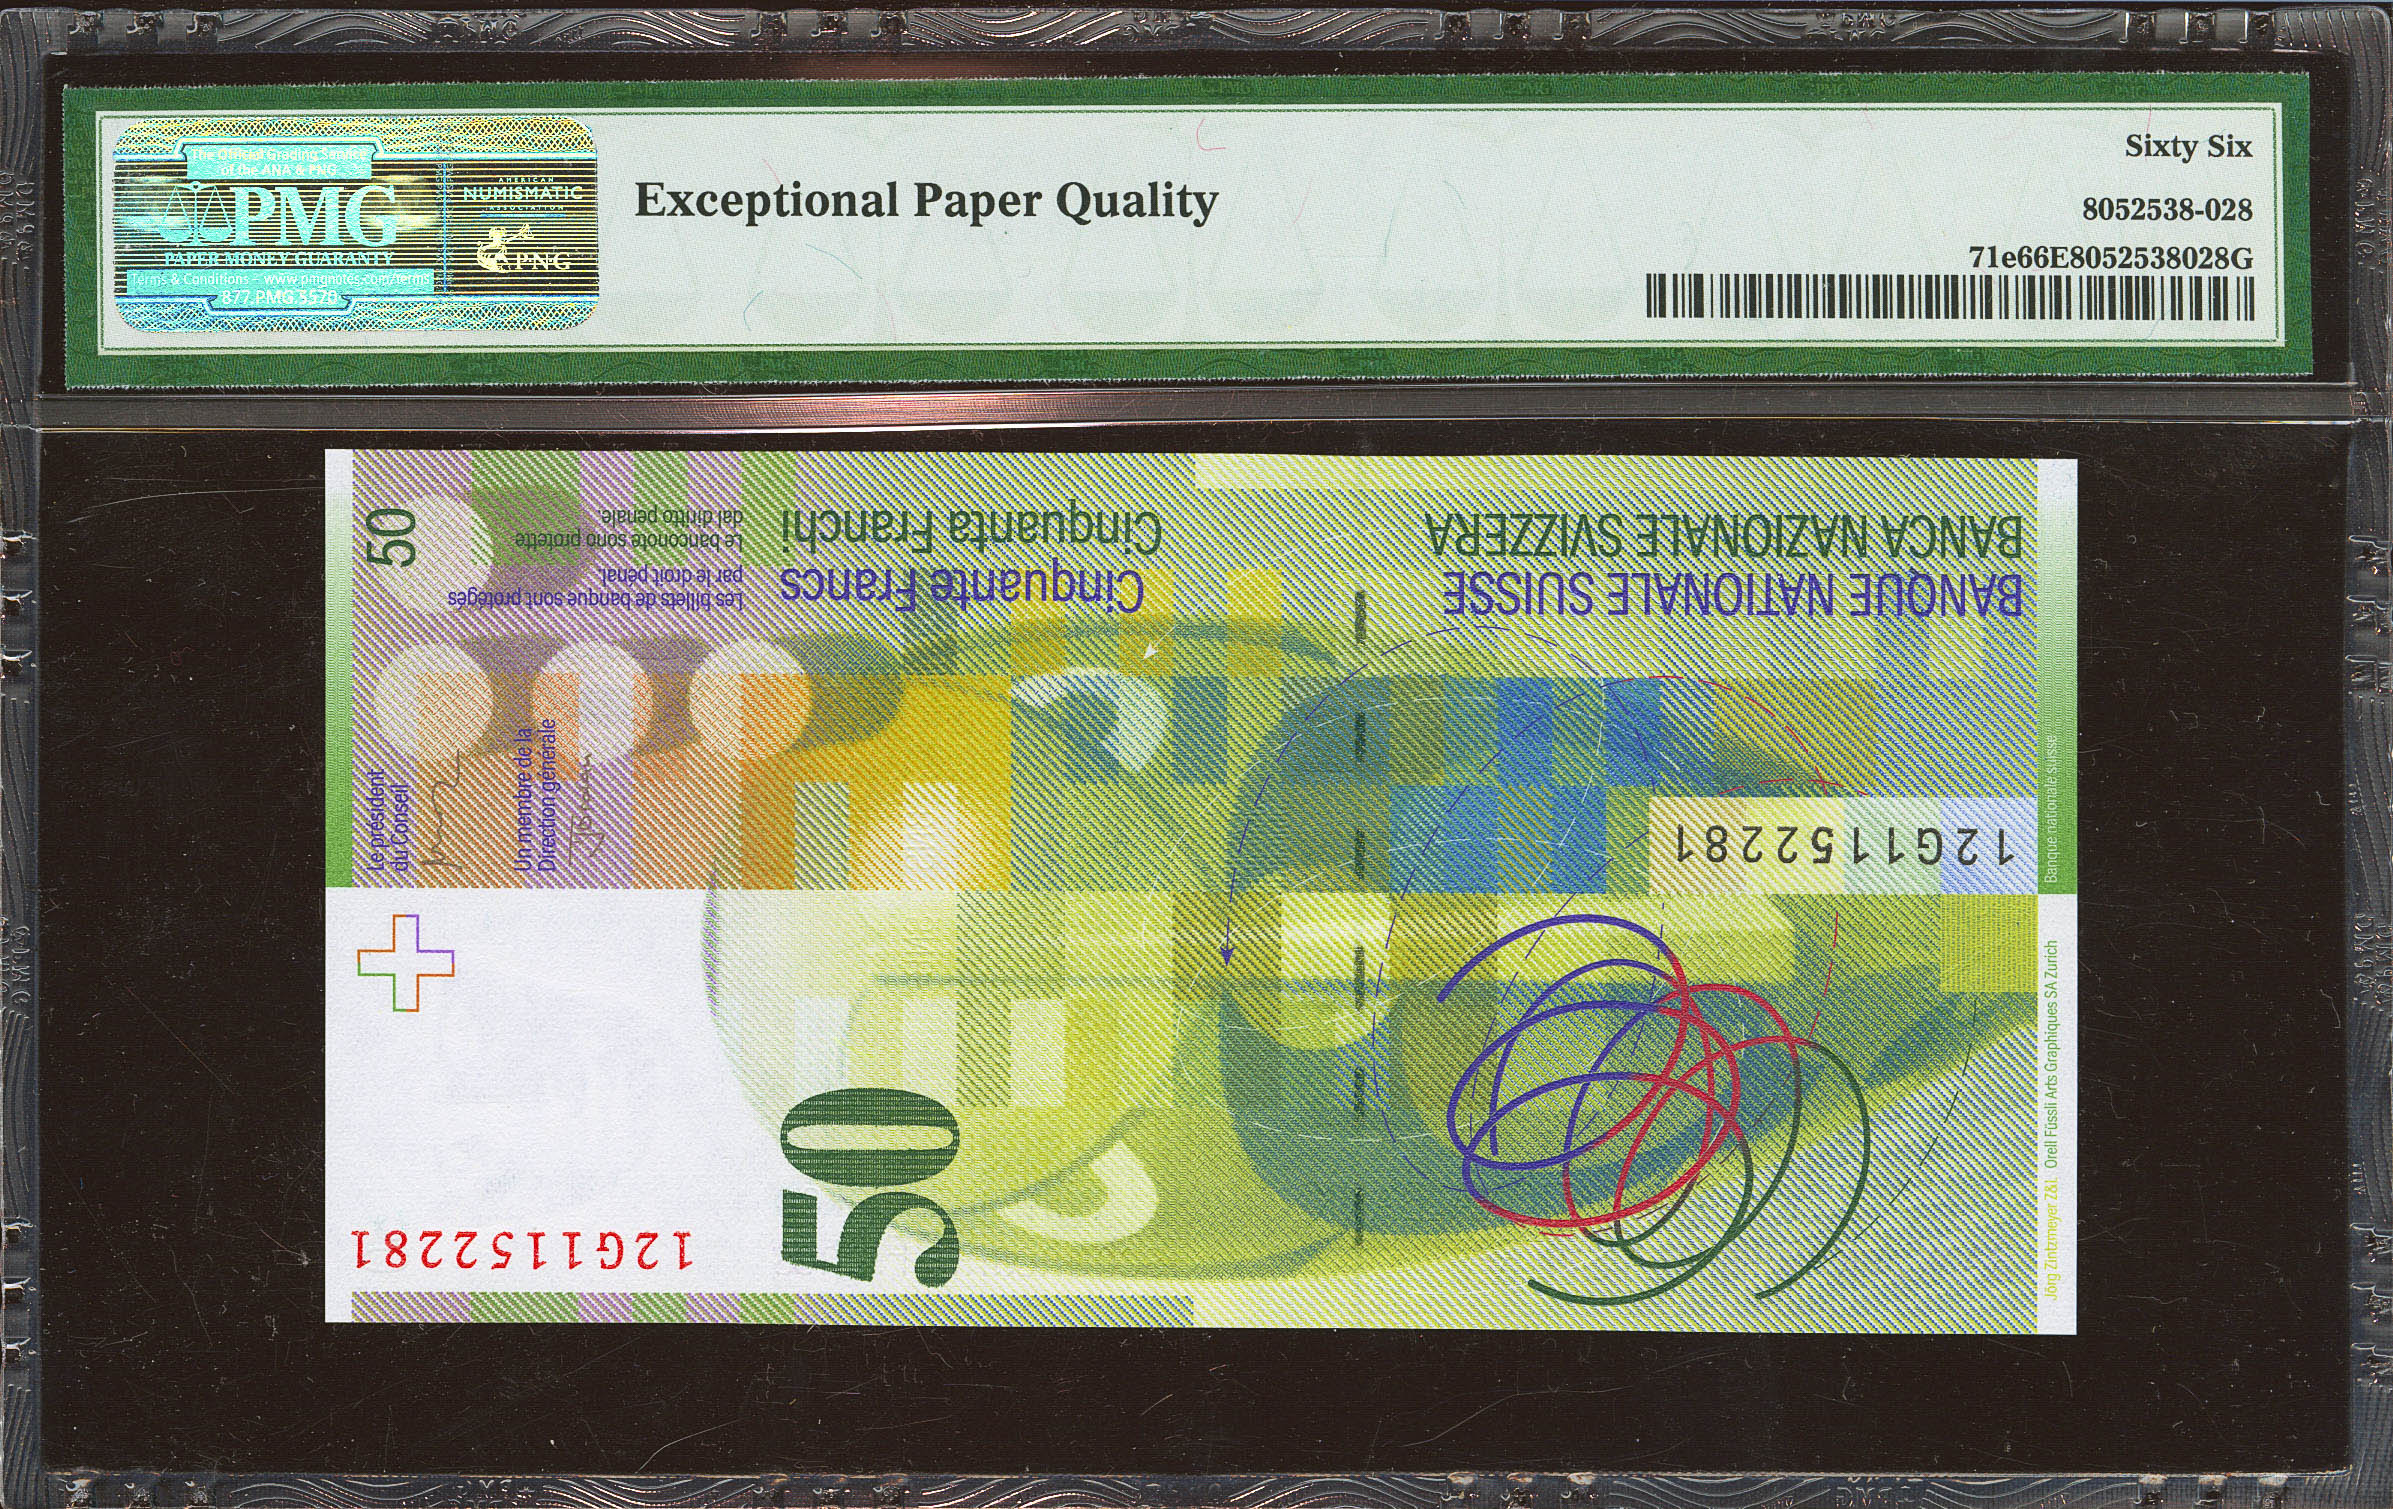 The Official Grading Service
of the ANA & PNG
PMG
PAPER MONEY GUARANTY
Terms & Conditions www.pmgnotes.com/terms
877.PMG.5570
AMERICAN
NUMISMATIC
ASSOCIATION
PNG
Exceptional Paper Quality
Sixty Six
8052538-028
71e66E8052538028G
BANQUE NATIONALE SUISSE
BANCA NAZIONALE SVIZZERA
Cinquante Francs
Cinquanta Franchi
Les billets de banque sont protégés
par le droit pénal.
Le banconote sono protette
dal diritto penale.
50
Le président
du Conseil
Un membre de la
Direction générale
12G1152281
12G1152281
50
Banque nationale suisse
Jörg Zintzmeyer Z&L Orell Füssli Arts Graphiques SA Zurich